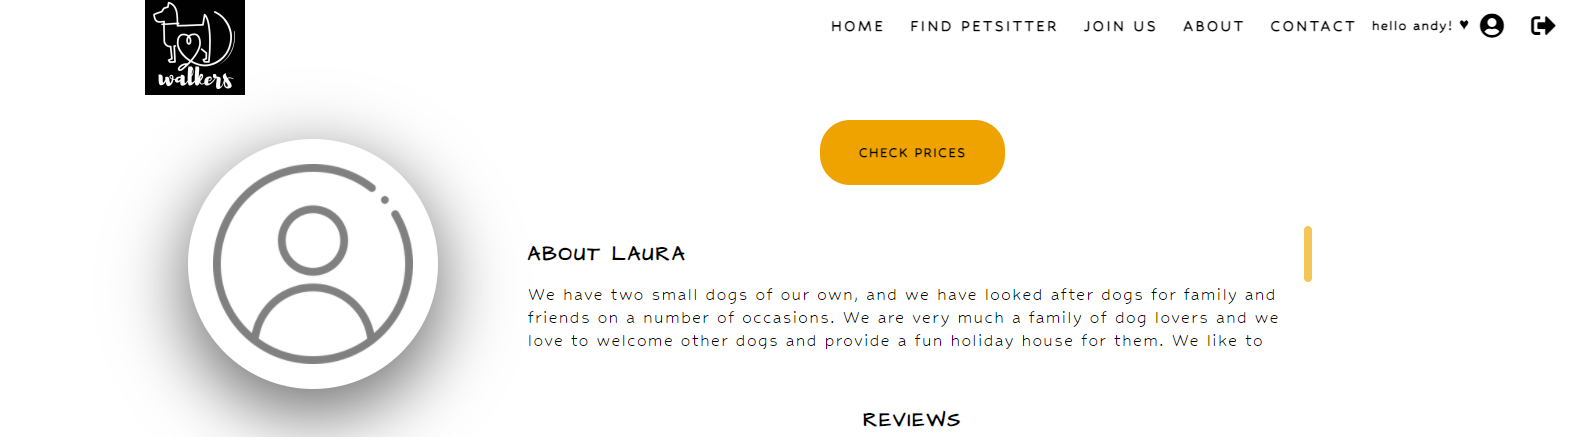 walkers
HOME FIND PETSITTER JOIN US ABOUT CONTACT hello andy! ♥
CHECK PRICES
ABOUT LAURA
We have two small dogs of our own, and we have looked after dogs for family and
friends on a number of occasions. We are very much a family of dog lovers and we
love to welcome other dogs and provide a fun holiday house for them. We like to
REVIEWS